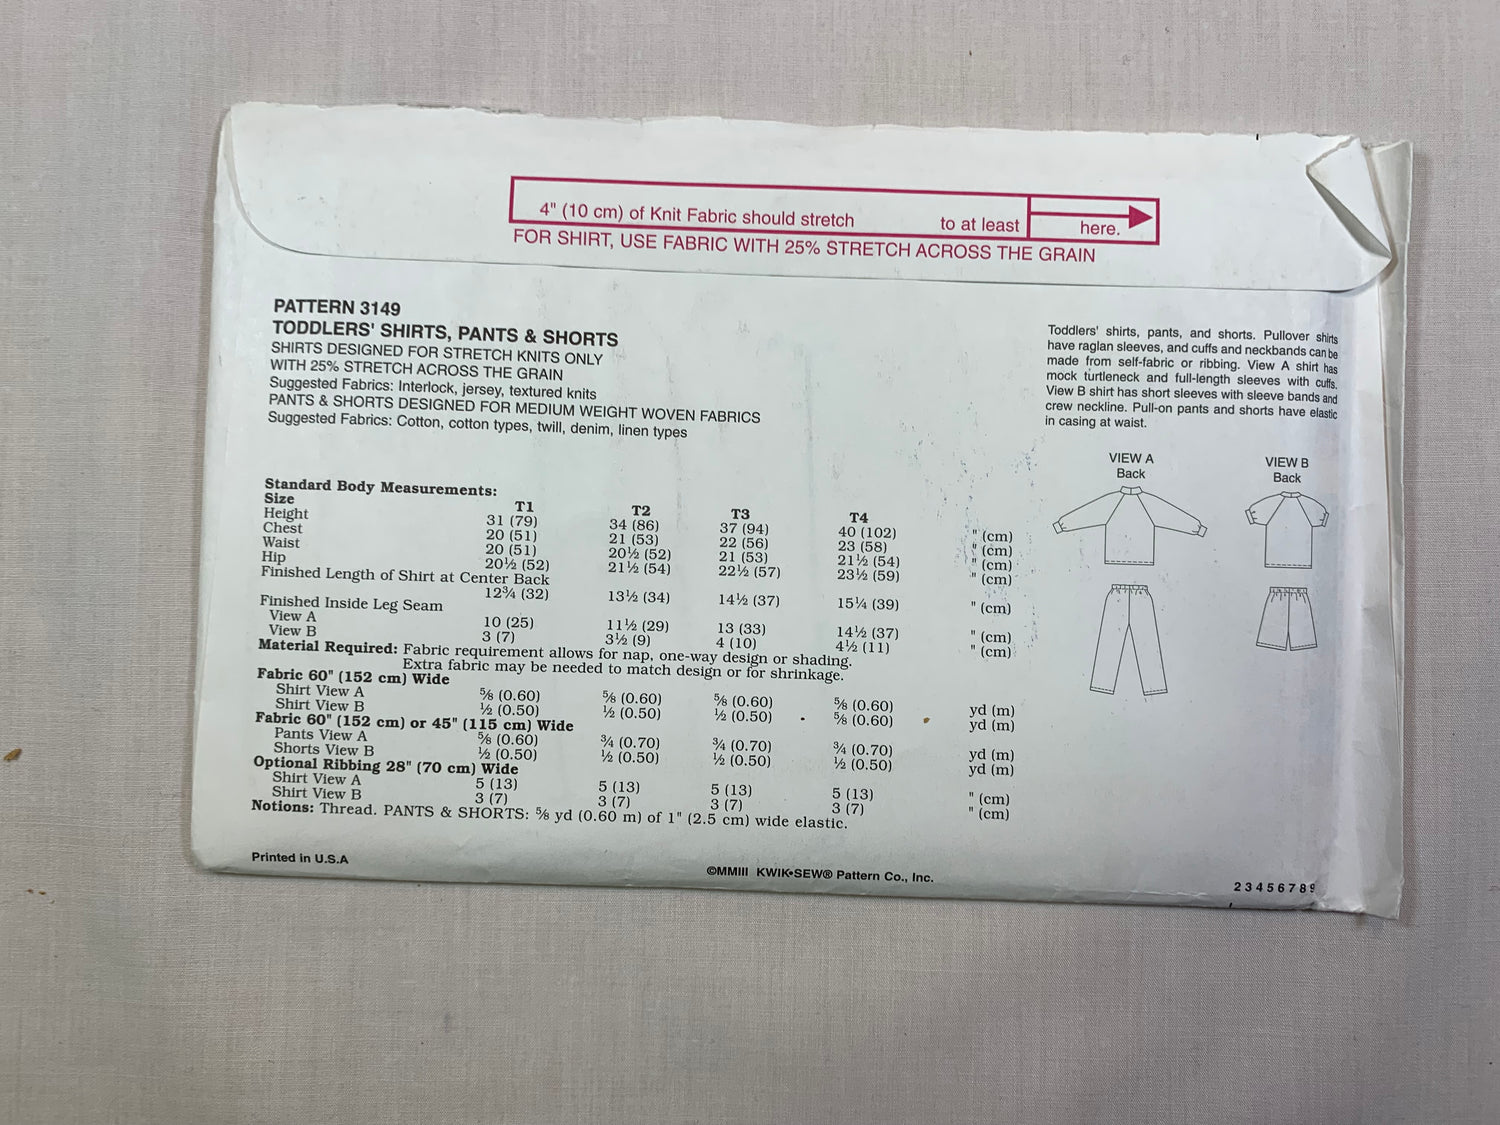 4" (10 cm) of Knit Fabric should stretch to at least here.
FOR SHIRT, USE FABRIC WITH 25% STRETCH ACROSS THE GRAIN
PATTERN 3149
TODDLERS' SHIRTS, PANTS & SHORTS
SHIRTS DESIGNED FOR STRETCH KNITS ONLY
WITH 25% STRETCH ACROSS THE GRAIN
Suggested Fabrics: Interlock, jersey, textured knits
PANTS & SHORTS DESIGNED FOR MEDIUM WEIGHT WOVEN FABRICS
Suggested Fabrics: Cotton, cotton types, twill, denim, linen types
Toddlers' shirts, pants, and shorts. Pullover shirts
have raglan sleeves, and cuffs and neckbands can be
made from self-fabric or ribbing. View A shirt has
mock turtleneck and full-length sleeves with cuffs.
View B shirt has short sleeves with sleeve bands and
crew neckline. Pull-on pants and shorts have elastic
in casing at waist.
VIEW A
Back
VIEW B
Back
Standard Body Measurements:
Size T1 T2 T3 T4
Height 31 (79) 34 (86) 37 (94) 40 (102) " (cm)
Chest 20 (51) 21 (53) 22 (56) 23 (58) " (cm)
Waist 20 (51) 20½ (52) 21 (53) 21½ (54) " (cm)
Hip 20½ (52) 21½ (54) 22½ (57) 23½ (59) " (cm)
Finished Length of Shirt at Center Back
12¾ (32) 13½ (34) 14½ (37) 15¼ (39) " (cm)
Finished Inside Leg Seam
View A 10 (25) 11½ (29) 13 (33) 14½ (37) " (cm)
View B 3 (7) 3½ (9) 4 (10) 4½ (11) " (cm)
Material Required: Fabric requirement allows for nap, one-way design or shading.
Extra fabric may be needed to match design or for shrinkage.
Fabric 60" (152 cm) Wide
Shirt View A ⅝ (0.60) ⅝ (0.60) ⅝ (0.60) ⅝ (0.60) yd (m)
Shirt View B ½ (0.50) ½ (0.50) ½ (0.50) ⅝ (0.60) yd (m)
Fabric 60" (152 cm) or 45" (115 cm) Wide
Pants View A ⅝ (0.60) ¾ (0.70) ¾ (0.70) ¾ (0.70) yd (m)
Shorts View B ½ (0.50) ½ (0.50) ½ (0.50) ½ (0.50) yd (m)
Optional Ribbing 28" (70 cm) Wide
Shirt View A 5 (13) 5 (13) 5 (13) 5 (13) " (cm)
Shirt View B 3 (7) 3 (7) 3 (7) 3 (7) " (cm)
Notions: Thread. PANTS & SHORTS: ⅝ yd (0.60 m) of 1" (2.5 cm) wide elastic.
Printed in U.S.A
©MMIII KWIK•SEW® Pattern Co., Inc.
2 3 4 5 6 7 8 9